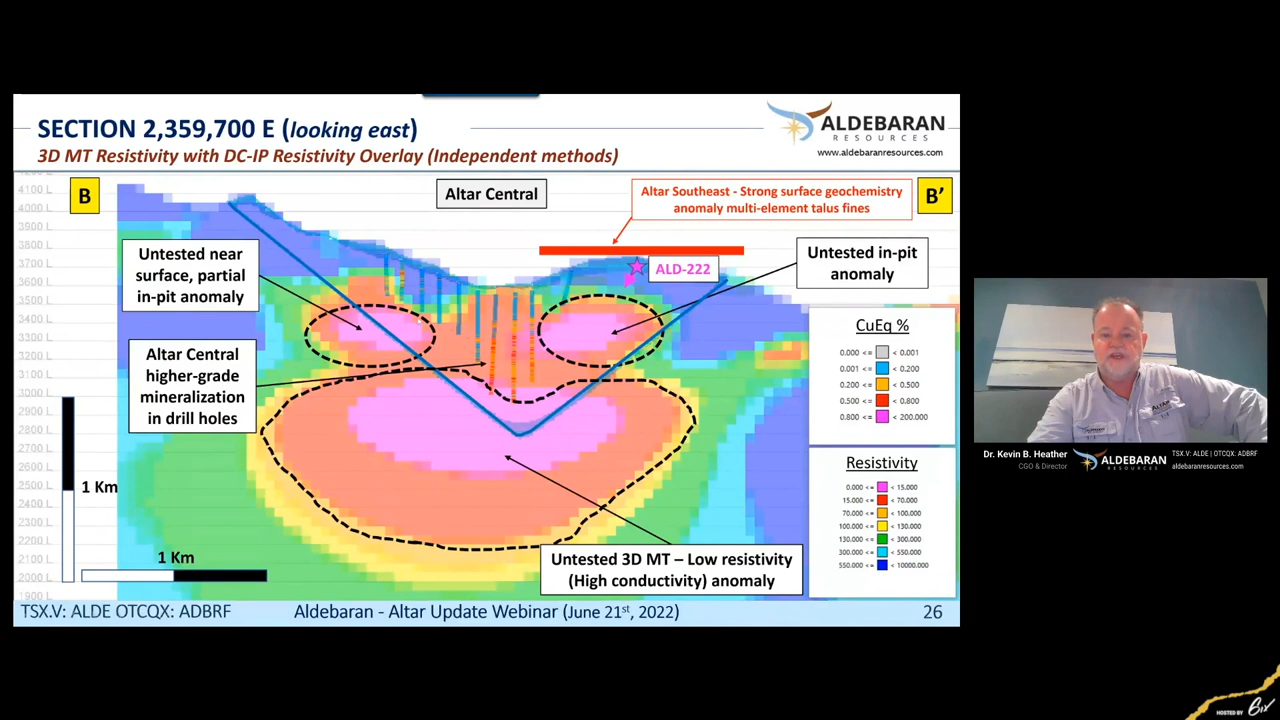 SECTION 2,359,700 E (looking east)
3D MT Resistivity with DC-IP Resistivity Overlay (Independent methods)
ALDEBARAN
RESOURCES
www.aldebaranresources.com
B
Altar Central
Altar Southeast - Strong surface geochemistry
anomaly multi-element talus fines
B’
4100 L
4000 L
3900 L
3800 L
3700 L
3600 L
3500 L
3400 L
3300 L
3200 L
3100 L
3000 L
2900 L
2800 L
2700 L
2600 L
2500 L
2400 L
2300 L
2200 L
2100 L
2000 L
1900 L
Untested near
surface, partial
in-pit anomaly
ALD-222
Untested in-pit
anomaly
Altar Central
higher-grade
mineralization
in drill holes
CuEq %
0.000 <= < 0.001
0.001 <= < 0.200
0.200 <= < 0.500
0.500 <= < 0.800
0.800 <= < 200.000
Resistivity
0.000 <= < 15.000
15.000 <= < 70.000
70.000 <= < 100.000
100.000 <= < 130.000
130.000 <= < 300.000
300.000 <= < 550.000
550.000 <= < 10000.000
1 Km
1 Km
Untested 3D MT – Low resistivity
(High conductivity) anomaly
TSX.V: ALDE OTCQX: ADBRF
Aldebaran - Altar Update Webinar (June 21st, 2022)
26
ALTAR
Dr. Kevin B. Heather
CGO & Director
ALDEBARAN
RESOURCES
TSX.V: ALDE | OTCQX: ADBRF
aldebaranresources.com
HOSTED BY
6ix